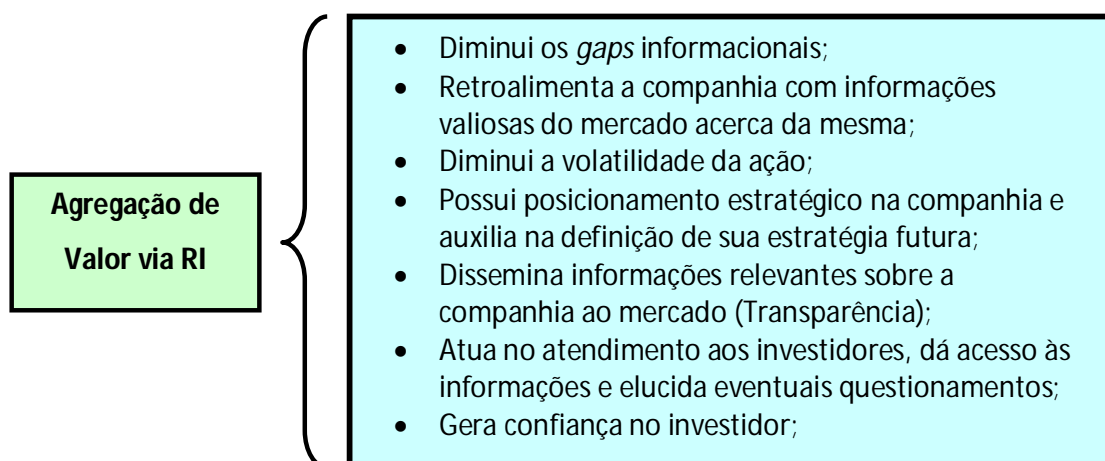 Agregação de
Valor via RI
• Diminui os gaps informacionais;
• Retroalimenta a companhia com informações
valiosas do mercado acerca da mesma;
• Diminui a volatilidade da ação;
• Possui posicionamento estratégico na companhia e
auxilia na definição de sua estratégia futura;
• Dissemina informações relevantes sobre a
companhia ao mercado (Transparência);
• Atua no atendimento aos investidores, dá acesso às
informações e elucida eventuais questionamentos;
• Gera confiança no investidor;